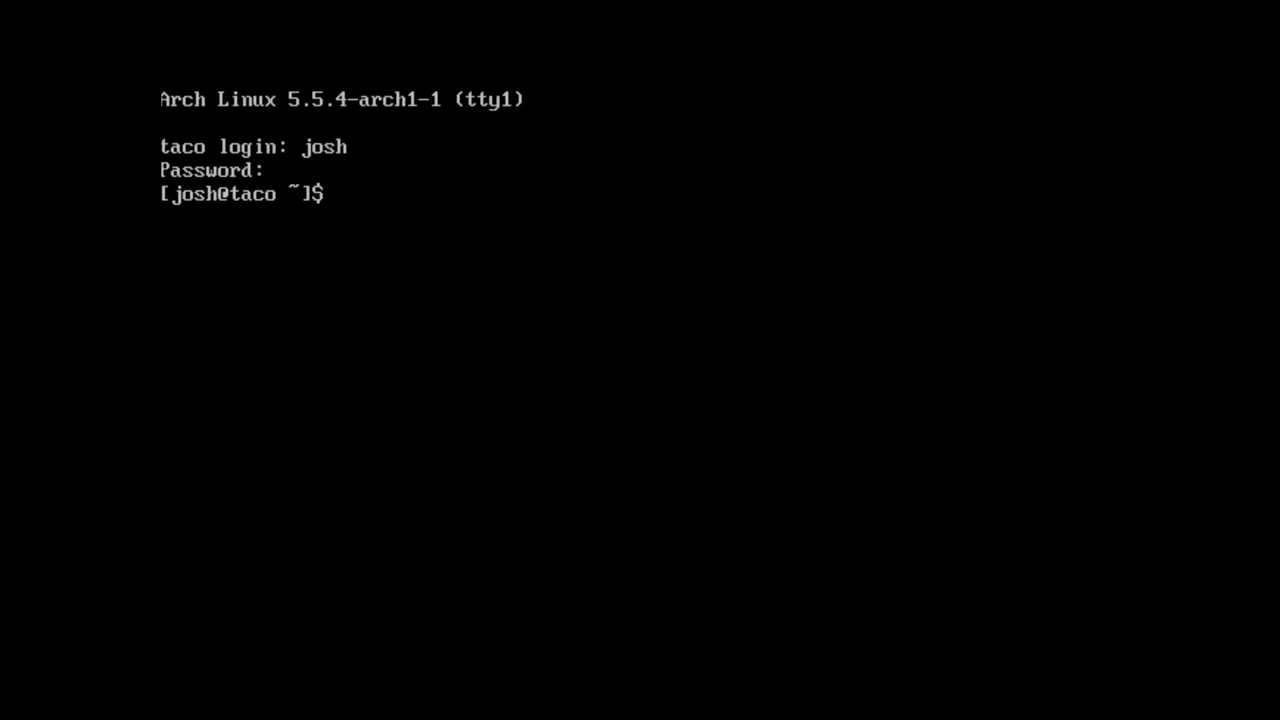 Arch Linux 5.5.4-arch1-1 (tty1)
taco login: josh
Password:
[josh@taco ~]$